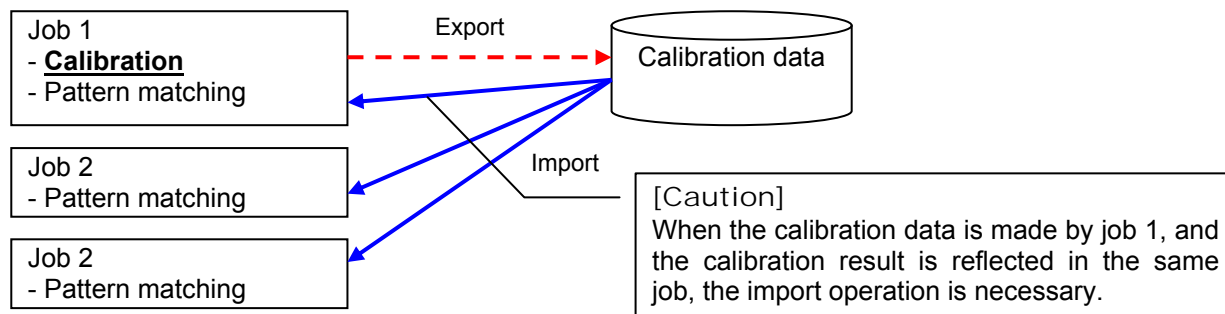 Job 1
- Calibration
- Pattern matching
Export
Calibration data
Job 2
- Pattern matching
Import
Job 2
- Pattern matching
[Caution]
When the calibration data is made by job 1, and
the calibration result is reflected in the same
job, the import operation is necessary.